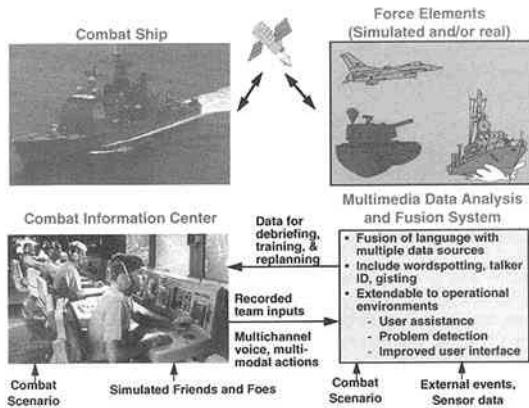 Combat Ship
Force Elements
(Simulated and/or real)
Combat Information Center
Data for
debriefing,
training, &
replanning
Recorded
team inputs
Multichannel
voice, multi-
modal actions
Multimedia Data Analysis
and Fusion System
• Fusion of language with
multiple data sources
• Include wordspotting, talker
ID, gisting
• Extendable to operational
environments
- User assistance
- Problem detection
- Improved user interface
Combat
Scenario
Simulated Friends and Foes
Combat
Scenario
External events,
Sensor data